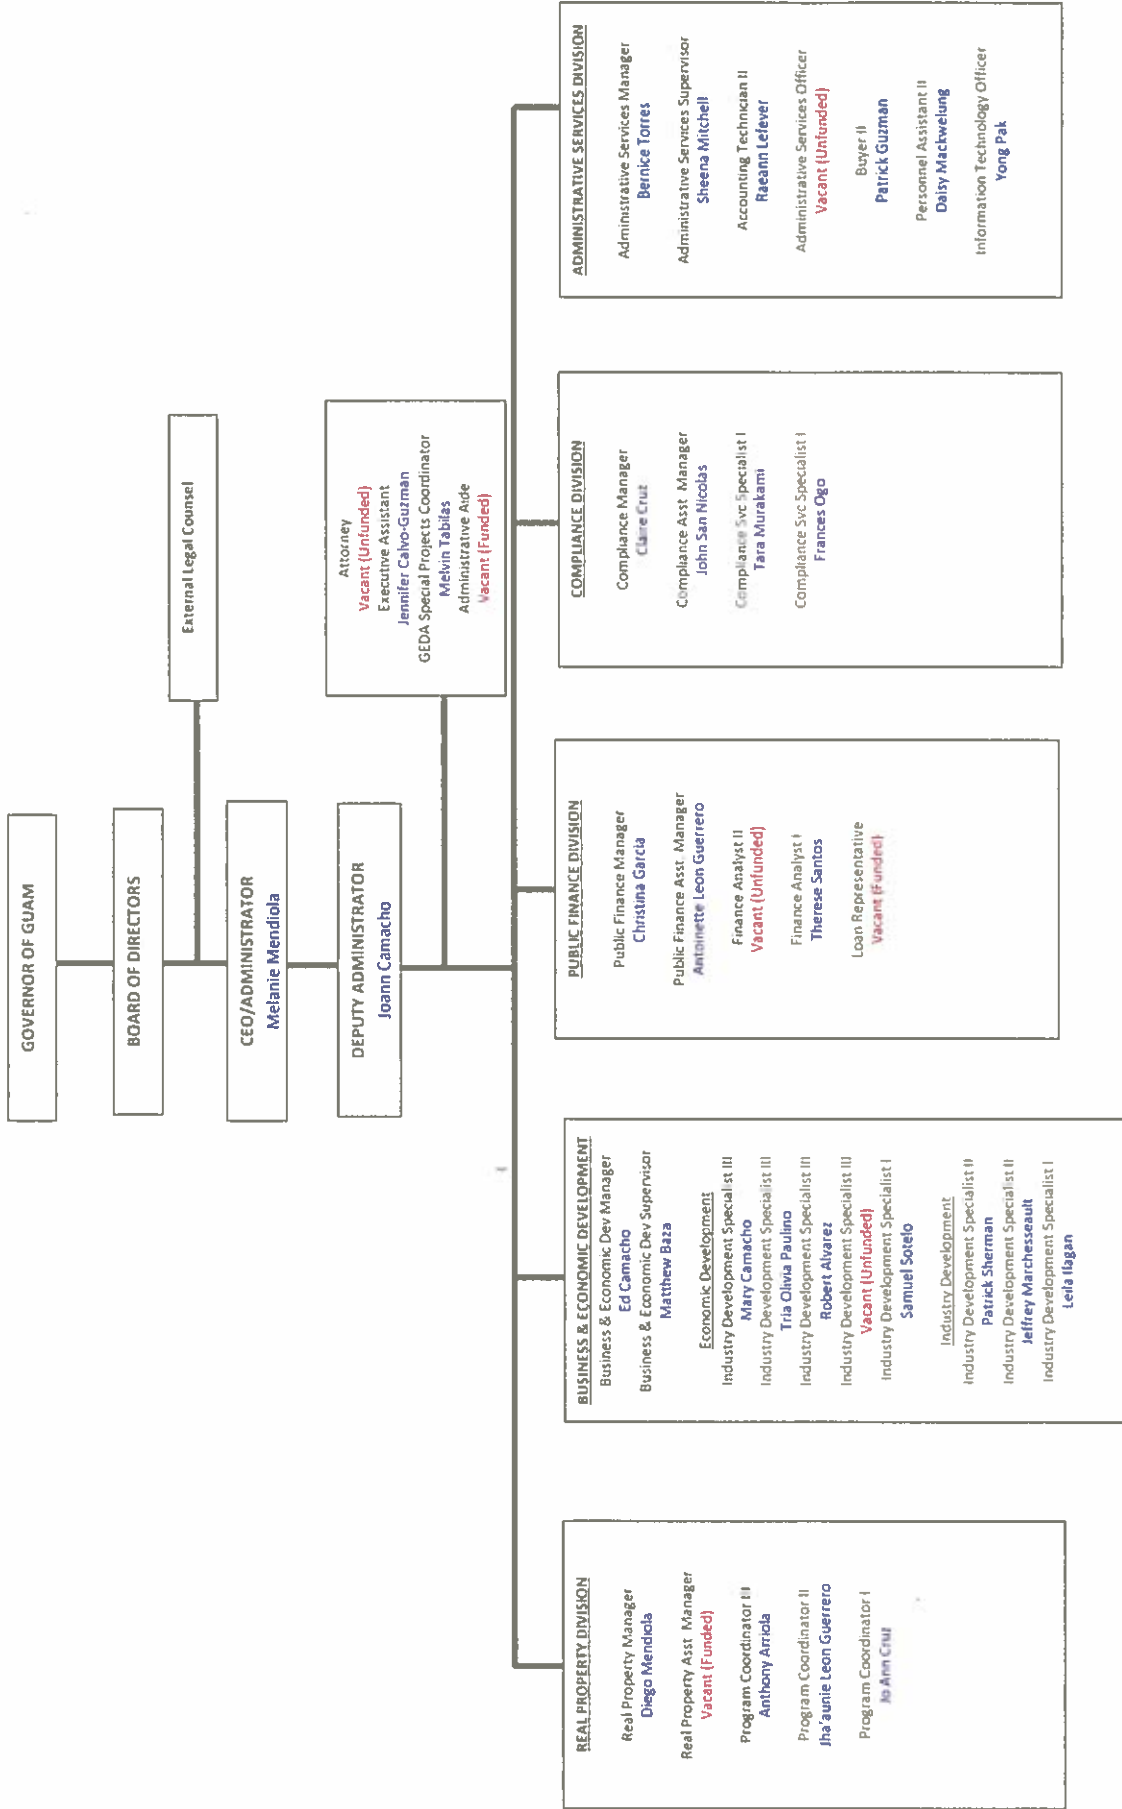 GOVERNOR OF GUAM
BOARD OF DIRECTORS
External Legal Counsel
CEO/ADMINISTRATOR
Melanie Mendiola
DEPUTY ADMINISTRATOR
Joann Camacho
Attorney
Vacant (Unfunded)
Executive Assistant
Jennifer Calvo-Guzman
GEDA Special Projects Coordinator
Melvin Tabilas
Administrative Aide
Vacant (Funded)
REAL PROPERTY DIVISION
Real Property Manager
Diego Mendiola
Real Property Asst Manager
Vacant (Funded)
Program Coordinator III
Anthony Arriola
Program Coordinator II
Jha'aunie Leon Guerrero
Program Coordinator I
Jo Ann Cruz
BUSINESS & ECONOMIC DEVELOPMENT
Business & Economic Dev Manager
Ed Camacho
Business & Economic Dev Supervisor
Matthew Baza
Economic Development
Industry Development Specialist III
Mary Camacho
Industry Development Specialist III
Tria Olivia Paulino
Industry Development Specialist III
Robert Alvarez
Industry Development Specialist III
Vacant (Unfunded)
Industry Development Specialist I
Samuel Sotelo
Industry Development
Industry Development Specialist II
Patrick Sherman
Industry Development Specialist II
Jeffrey Marchesseault
Industry Development Specialist I
Leila Ilagan
PUBLIC FINANCE DIVISION
Public Finance Manager
Christina Garcia
Public Finance Asst. Manager
Antoinette Leon Guerrero
Finance Analyst II
Vacant (Unfunded)
Finance Analyst I
Therese Santos
Loan Representative
Vacant (Funded)
COMPLIANCE DIVISION
Compliance Manager
Claire Cruz
Compliance Asst Manager
John San Nicolas
Compliance Svc Specialist I
Tara Murakami
Compliance Svc Specialist I
Frances Ogo
ADMINISTRATIVE SERVICES DIVISION
Administrative Services Manager
Bernice Torres
Administrative Services Supervisor
Sheena Mitchell
Accounting Technician II
Raeann Lefever
Administrative Services Officer
Vacant (Unfunded)
Buyer II
Patrick Guzman
Personnel Assistant II
Daisy Mackwelung
Information Technology Officer
Yong Pak